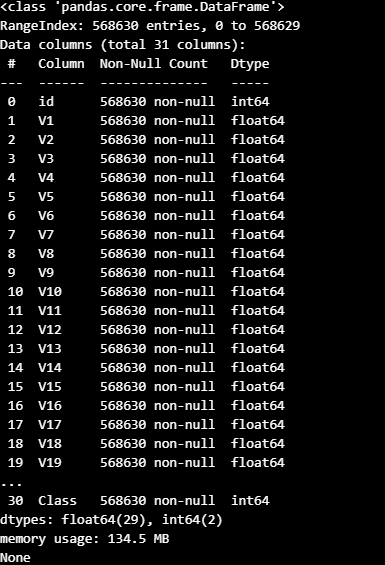 <class 'pandas.core.frame.DataFrame'>
RangeIndex: 568630 entries, 0 to 568629
Data columns (total 31 columns):
 #   Column  Non-Null Count   Dtype
---  ------  --------------   -----
 0   id      568630 non-null  int64
 1   V1      568630 non-null  float64
 2   V2      568630 non-null  float64
 3   V3      568630 non-null  float64
 4   V4      568630 non-null  float64
 5   V5      568630 non-null  float64
 6   V6      568630 non-null  float64
 7   V7      568630 non-null  float64
 8   V8      568630 non-null  float64
 9   V9      568630 non-null  float64
 10  V10     568630 non-null  float64
 11  V11     568630 non-null  float64
 12  V12     568630 non-null  float64
 13  V13     568630 non-null  float64
 14  V14     568630 non-null  float64
 15  V15     568630 non-null  float64
 16  V16     568630 non-null  float64
 17  V17     568630 non-null  float64
 18  V18     568630 non-null  float64
 19  V19     568630 non-null  float64
...
 30  Class   568630 non-null  int64
dtypes: float64(29), int64(2)
memory usage: 134.5 MB
None